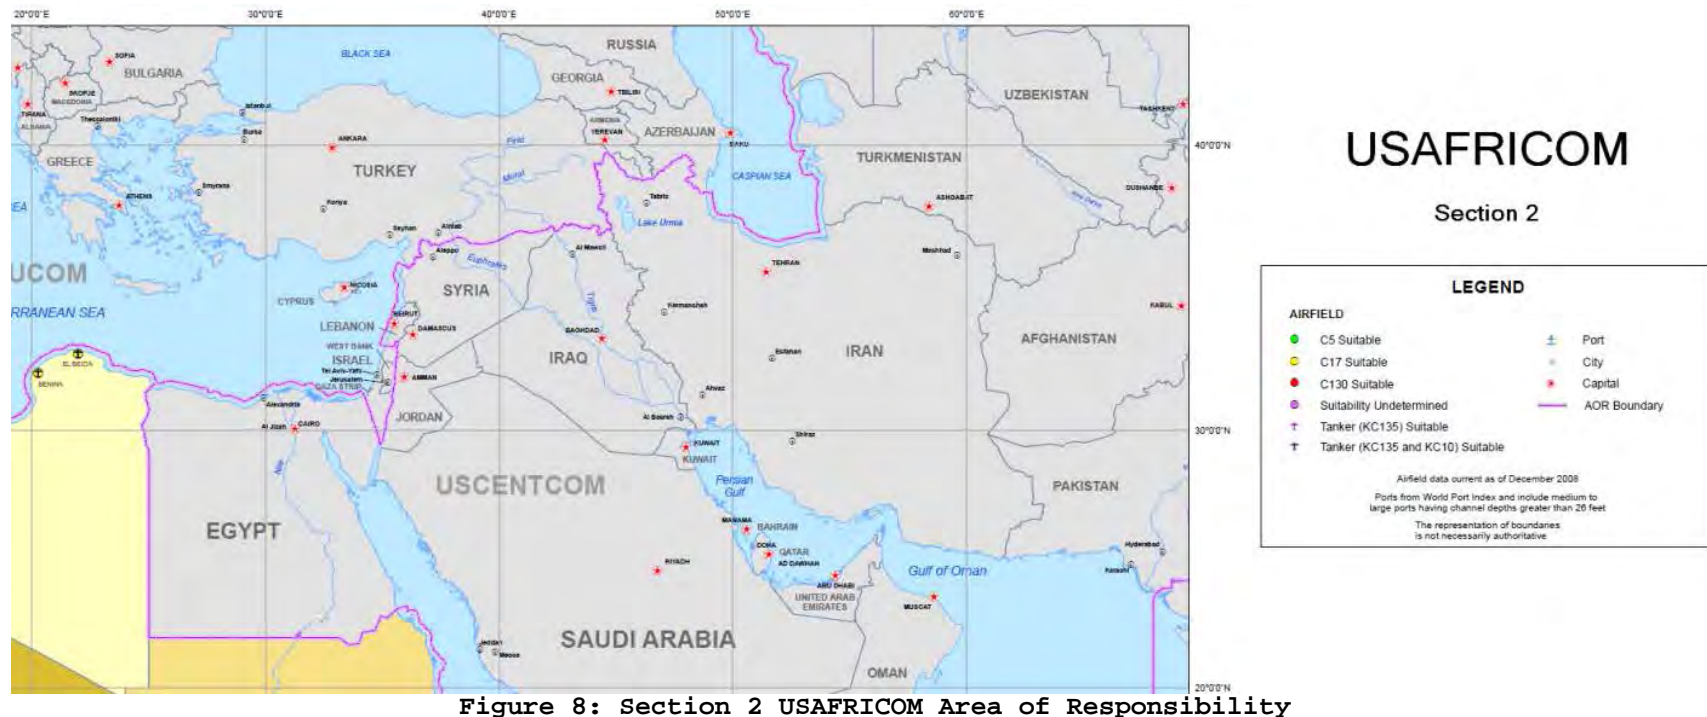 20°0'0"E 30°0'0"E 40°0'0"E 50°0'0"E 60°0'0"E
RUSSIA
BLACK SEA
SOFIA
BULGARIA
GEORGIA
TBILISI
UZBEKISTAN
TASHKENT
SKOPJE
MACEDONIA
TIRANA
ALBANIA
Thessaloniki
Istanbul
Bursa
ANKARA
ARMENIA
YEREVAN
AZERBAIJAN
BAKU
40°0'0"N
GREECE
TURKEY
Firat
Murat
CASPIAN SEA
TURKMENISTAN
DUSHANBE
ATHENS
Smyrana
Konya
Tabriz
ASHGABAT
EA
Seyhan
Aleppo
Lake Urmia
Mashhad
UCOM
Euphrates
Al Mawsil
TEHRAN
NICOSIA
CYPRUS
SYRIA
Tigris
Kermanshah
KABUL
RRANEAN SEA
BEIRUT
LEBANON
DAMASCUS
BAGHDAD
AFGHANISTAN
WEST BANK
ISRAEL
IRAQ
Esfahan
IRAN
EL BEIDA
BENINA
Tel Aviv-Yafo
Jerusalem
GAZA STRIP
AMMAN
Ahvaz
Alexandria
JORDAN
Al Basrah
Al Jizah
CAIRO
30°0'0"N
KUWAIT
KUWAIT
Shiraz
Nile
USCENTCOM
Persian
Gulf
PAKISTAN
EGYPT
MANAMA
BAHRAIN
DOHA
QATAR
AD DAWHAH
Hyderabad
Karachi
RIYADH
ABU DHABI
Gulf of Oman
UNITED ARAB
EMIRATES
MUSCAT
SAUDI ARABIA
Jeddah
Mecca
OMAN
20°0'0"N
USAFRICOM
Section 2
LEGEND
AIRFIELD
C5 Suitable
C17 Suitable
C130 Suitable
Suitability Undetermined
Tanker (KC135) Suitable
Tanker (KC135 and KC10) Suitable
Port
City
Capital
AOR Boundary
Airfield data current as of December 2008
Ports from World Port Index and include medium to
large ports having channel depths greater than 26 feet
The representation of boundaries
is not necessarily authoritative
Figure 8: Section 2 USAFRICOM Area of Responsibility